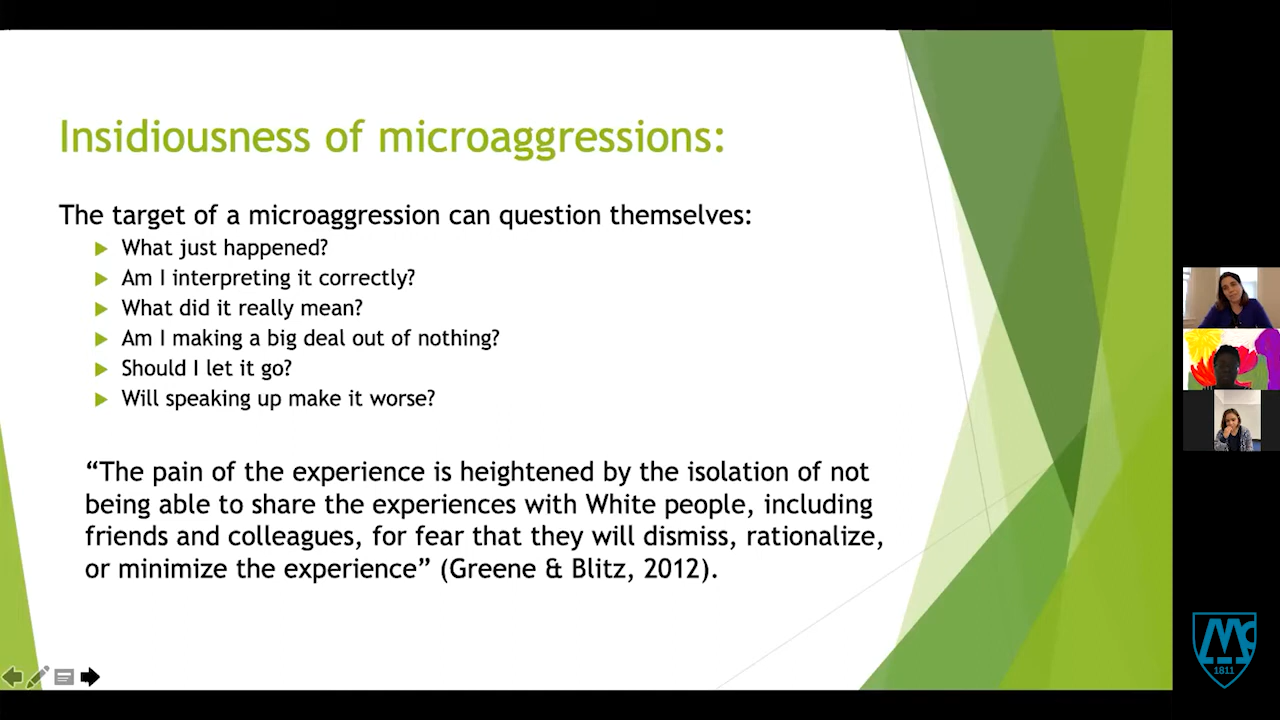 Insidiousness of microaggressions:
The target of a microaggression can question themselves:
What just happened?
Am I interpreting it correctly?
What did it really mean?
Am I making a big deal out of nothing?
Should I let it go?
Will speaking up make it worse?
“The pain of the experience is heightened by the isolation of not
being able to share the experiences with White people, including
friends and colleagues, for fear that they will dismiss, rationalize,
or minimize the experience” (Greene & Blitz, 2012).
1811